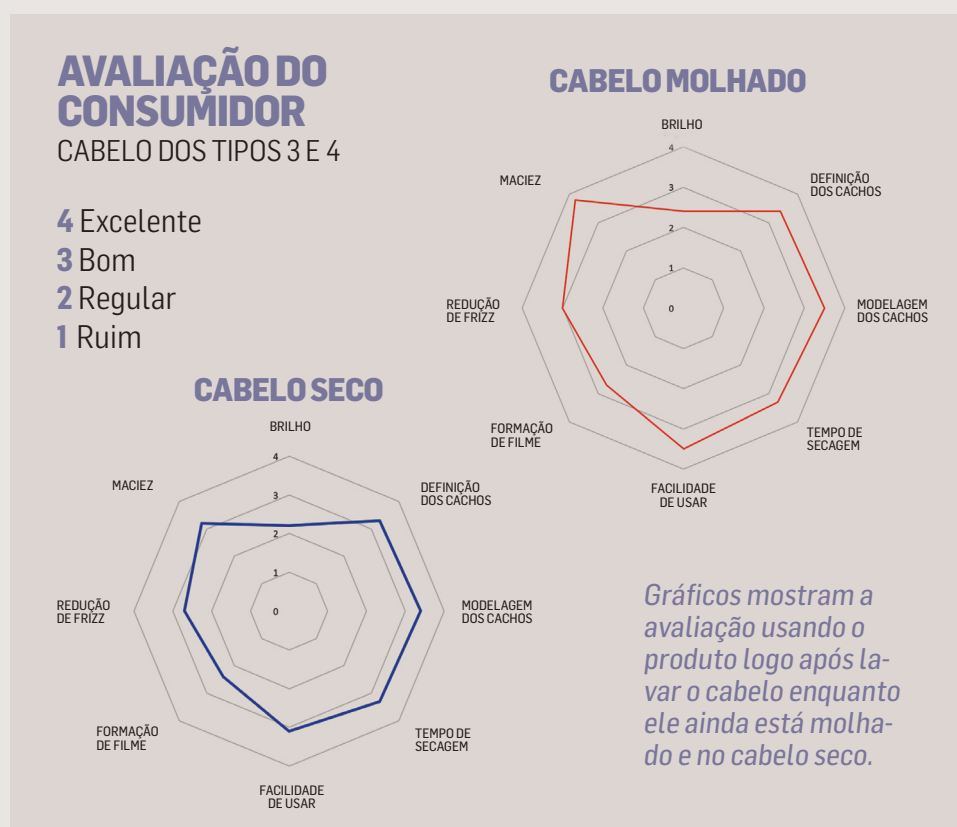 AVALIAÇÃO DO
CONSUMIDOR
CABELO DOS TIPOS 3 E 4
4 Excelente
3 Bom
2 Regular
1 Ruim
CABELO MOLHADO
BRILHO
4
3
2
1
0
DEFINIÇÃO
DOS CACHOS
MODELAGEM
DOS CACHOS
TEMPO DE
SECAGEM
FACILIDADE
DE USAR
FORMAÇÃO
DE FILME
REDUÇÃO
DE FRIZZ
MACIEZ
CABELO SECO
BRILHO
4
3
2
1
0
DEFINIÇÃO
DOS CACHOS
MODELAGEM
DOS CACHOS
TEMPO DE
SECAGEM
FACILIDADE
DE USAR
FORMAÇÃO
DE FILME
REDUÇÃO
DE FRIZZ
MACIEZ
Gráficos mostram a
avaliação usando o
produto logo após la-
var o cabelo enquanto
ele ainda está molha-
do e no cabelo seco.